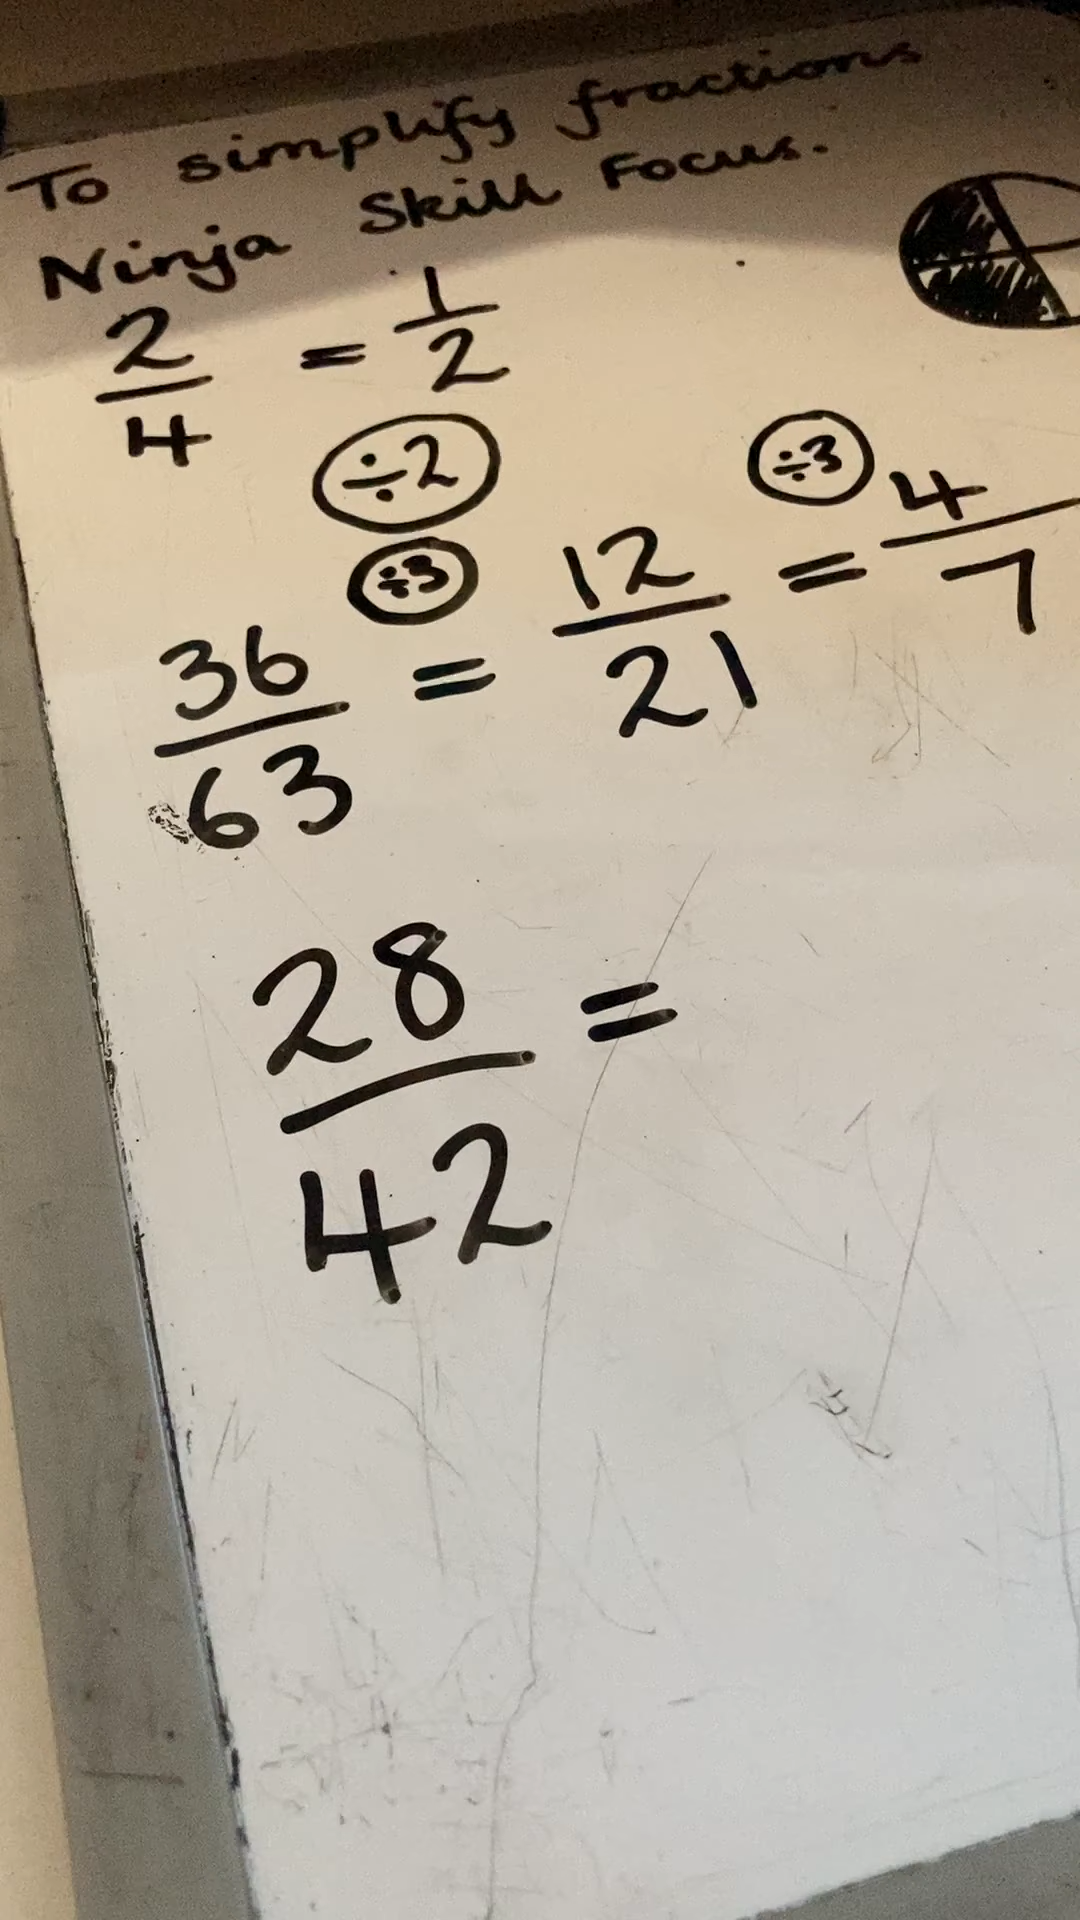 To simplify fractions
Ninja Skill Focus.
2/4 = 1/2
÷2
÷3 ÷3
36/63 = 12/21 = 4/7
28/42 =